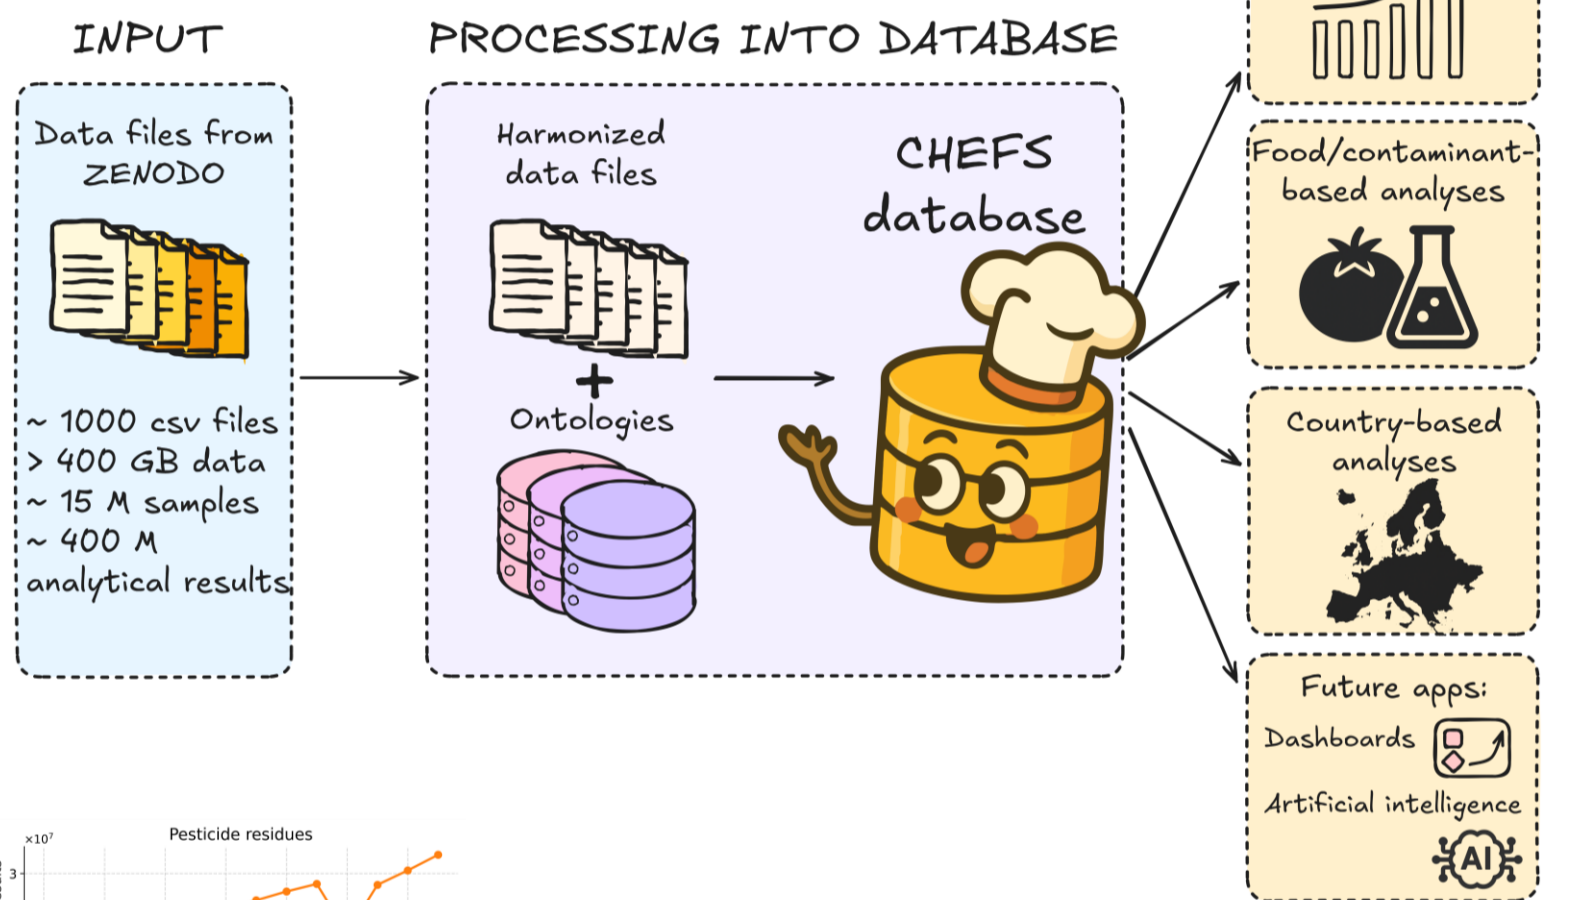 INPUT
PROCESSING INTO DATABASE
Data files from
ZENODO
~ 1000 csv files
> 400 GB data
~ 15 M samples
~ 400 M
analytical results
Harmonized
data files
+
Ontologies
CHEFS
database
Food/contaminant-
based analyses
Country-based
analyses
Future apps:
Dashboards
Artificial intelligence
AI
Pesticide residues
×10⁷
3